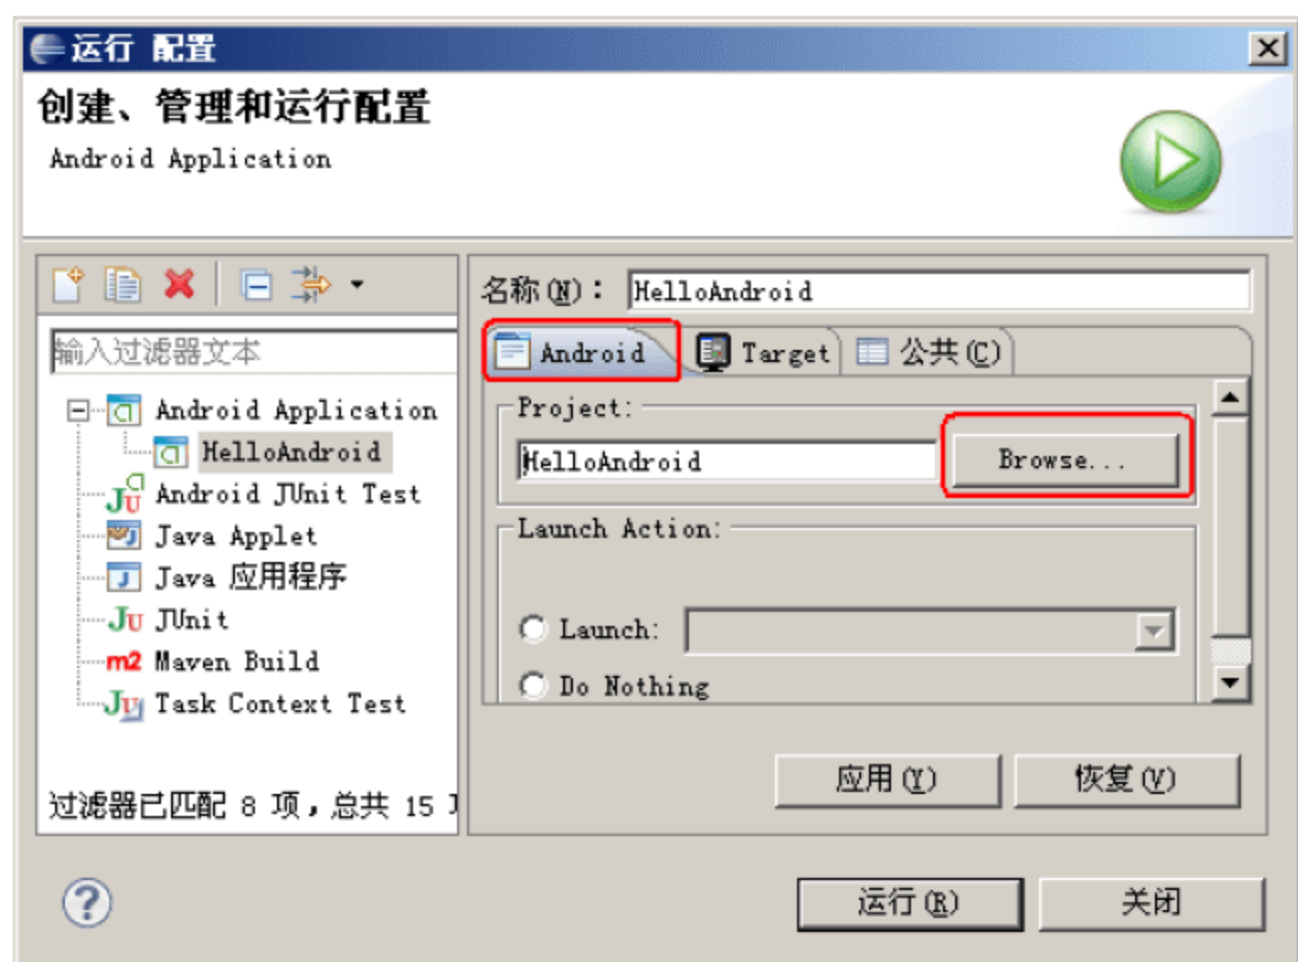 运行 配置
创建、管理和运行配置
Android Application
名称(N)： HelloAndroid
输入过滤器文本
Android Target 公共(C)
Android Application
Project:
HelloAndroid
HelloAndroid Browse...
Android JUnit Test
Launch Action:
Java Applet
Java 应用程序
JUnit
Launch:
Maven Build
Do Nothing
Task Context Test
应用(Y) 恢复(V)
过滤器已匹配 8 项，总共 15
运行(R) 关闭